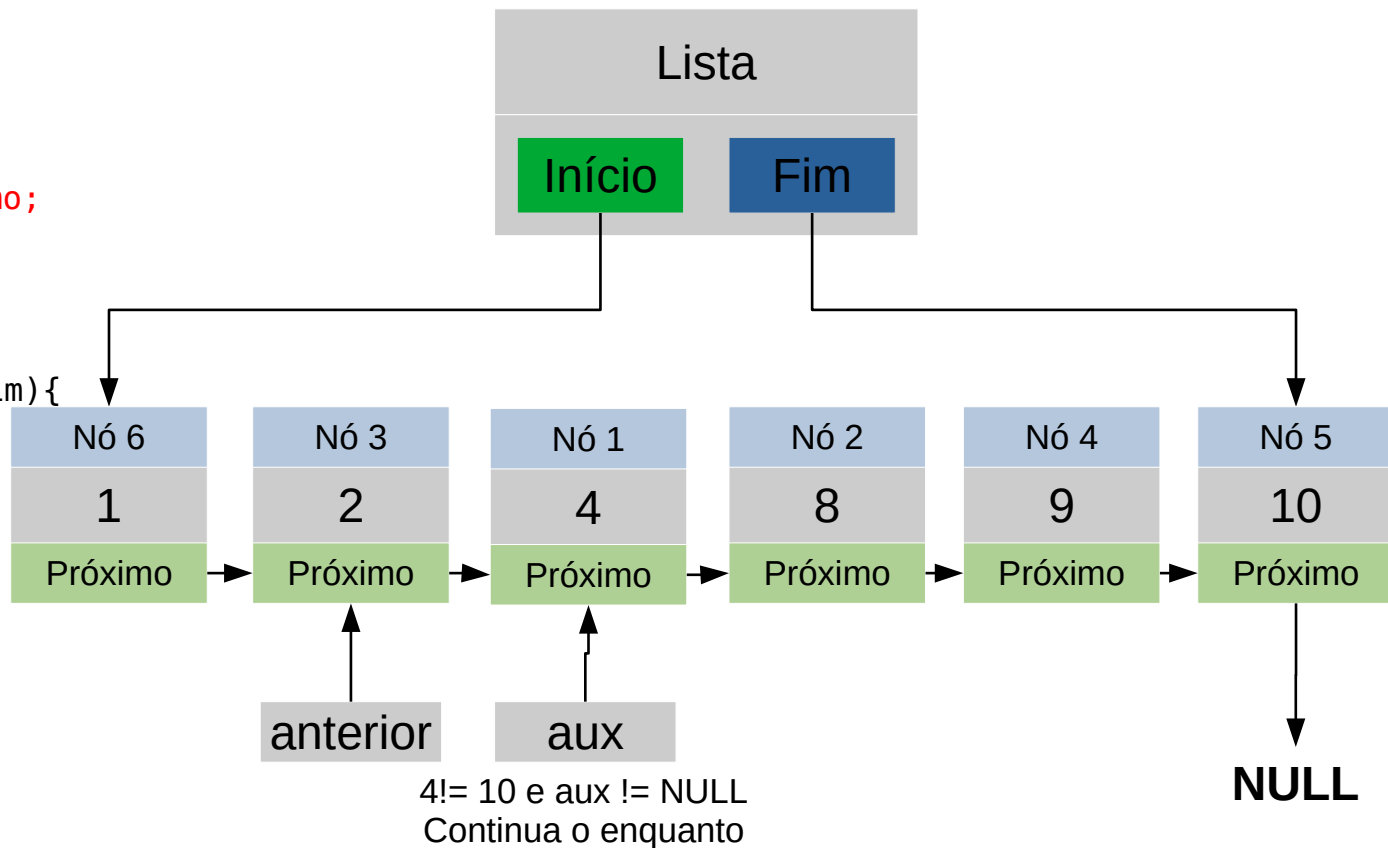 Lista
Início Fim
o;
m){
Nó 6 Nó 3 Nó 1 Nó 2 Nó 4 Nó 5
1 2 4 8 9 10
Próximo Próximo Próximo Próximo Próximo Próximo
anterior aux
4!= 10 e aux != NULL
Continua o enquanto
NULL